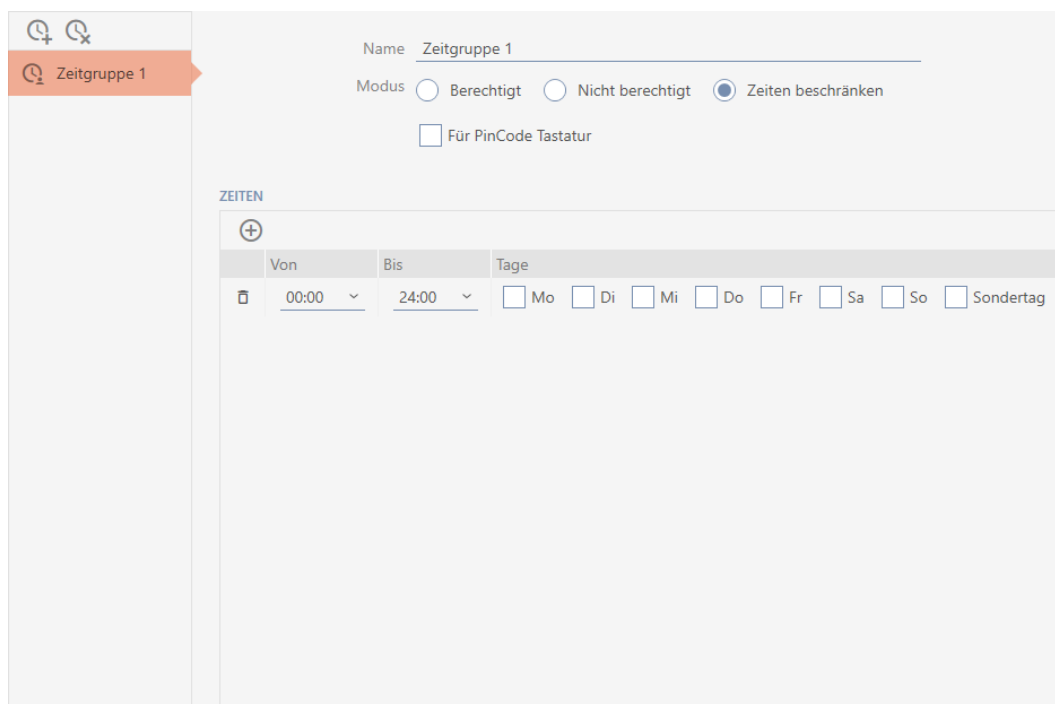 Zeitgruppe 1
Name Zeitgruppe 1
Modus Berechtigt Nicht berechtigt Zeiten beschränken
Für PinCode Tastatur
ZEITEN
Von Bis Tage
00:00 24:00 Mo Di Mi Do Fr Sa So Sondertag